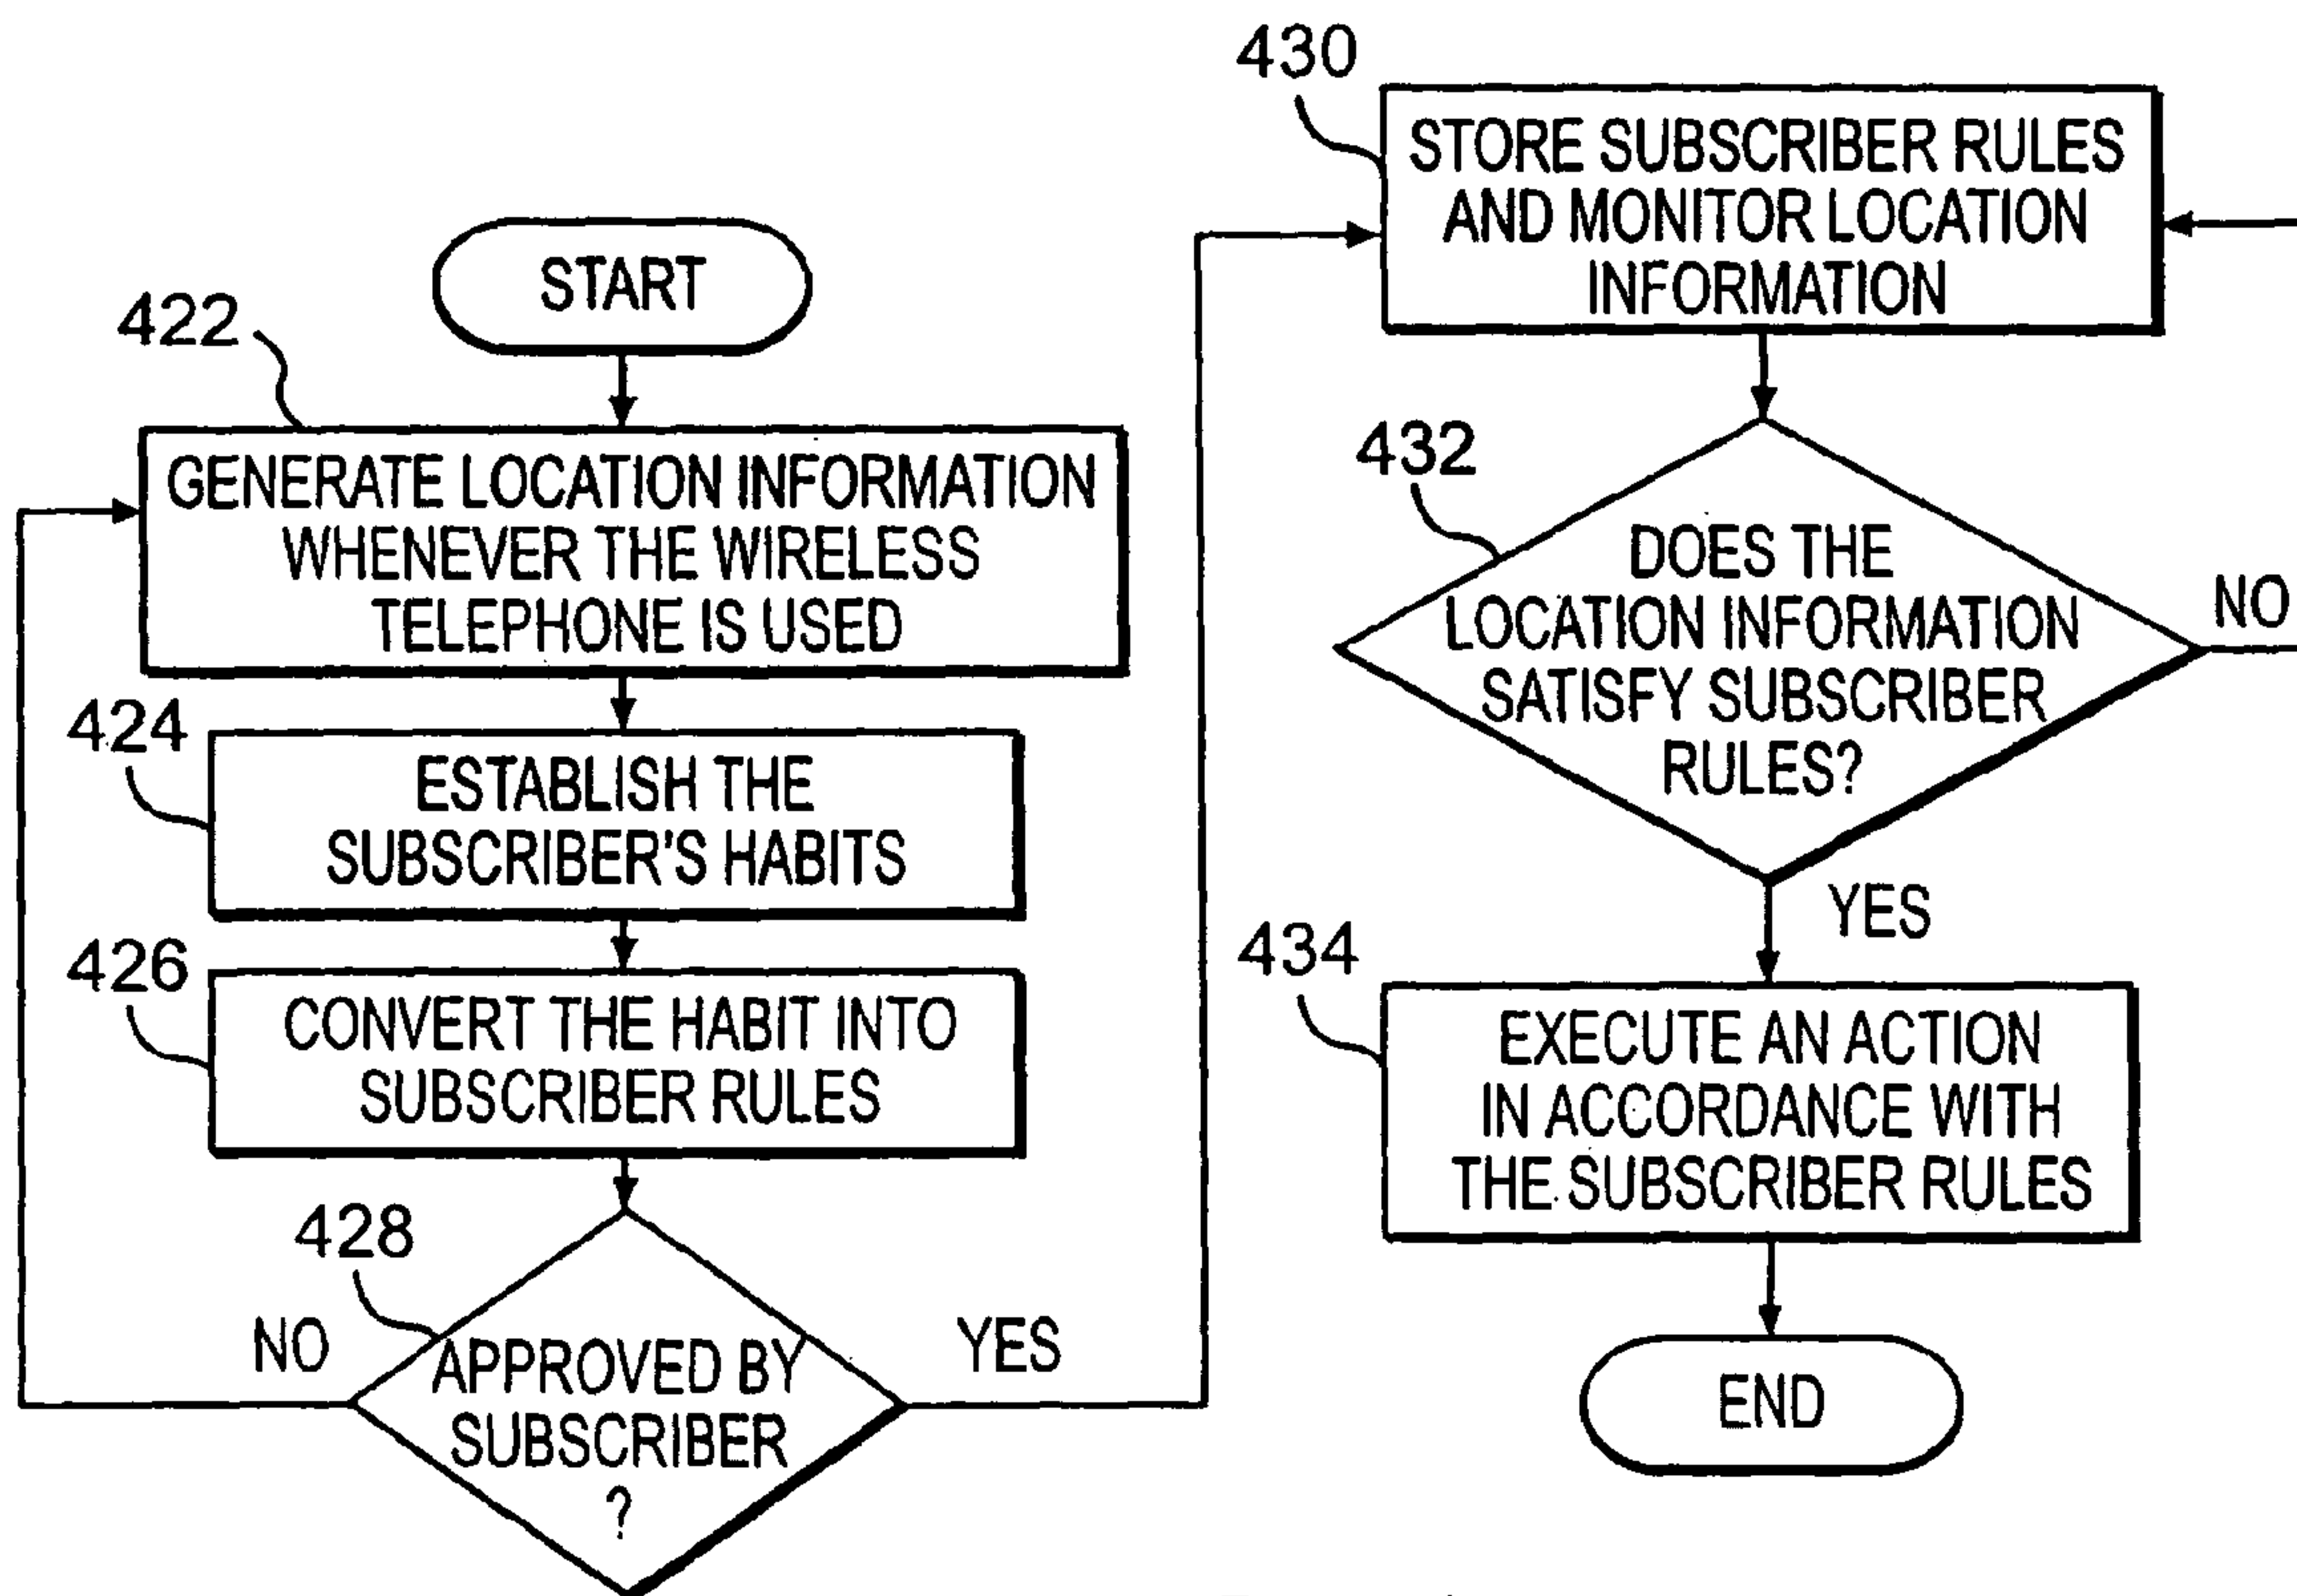 START
422
GENERATE LOCATION INFORMATION
WHENEVER THE WIRELESS
TELEPHONE IS USED
424
ESTABLISH THE
SUBSCRIBER'S HABITS
426
CONVERT THE HABIT INTO
SUBSCRIBER RULES
428
NO
APPROVED BY
SUBSCRIBER
?
YES
430
STORE SUBSCRIBER RULES
AND MONITOR LOCATION
INFORMATION
432
DOES THE
LOCATION INFORMATION
SATISFY SUBSCRIBER
RULES?
NO
YES
434
EXECUTE AN ACTION
IN ACCORDANCE WITH
THE SUBSCRIBER RULES
END